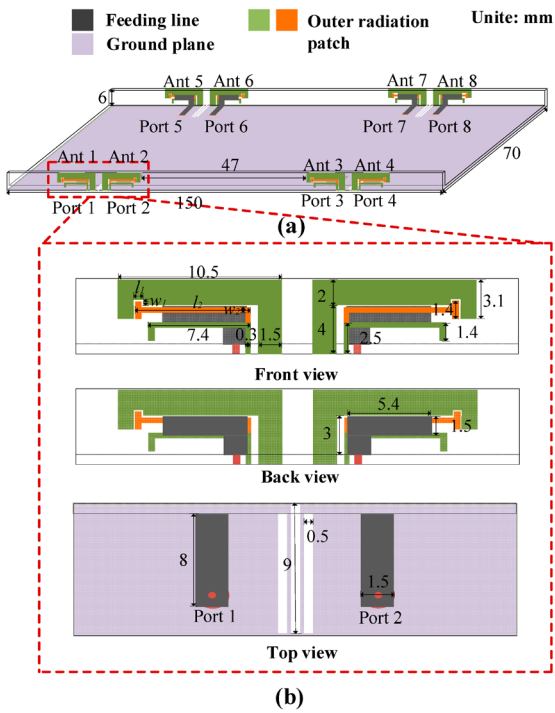 Feeling line
Ground plane
Outer radiation
patch
Unite: mm
Ant 5 Ant 6
Ant 7 Ant 8
6
Port 5 Port 6
Port 7 Port 8
70
Ant 1 Ant 2
47
Ant 3 Ant 4
Port 1 Port 2
150
Port 3 Port 4
(a)
10.5
l1
w1 l2
w2
2
3.1
1.4
4
7.4
0.3 1.5
2.5
1.4
Front view
5.4
3
1.5
Back view
0.5
8
9
1.5
Port 1
Port 2
Top view
(b)